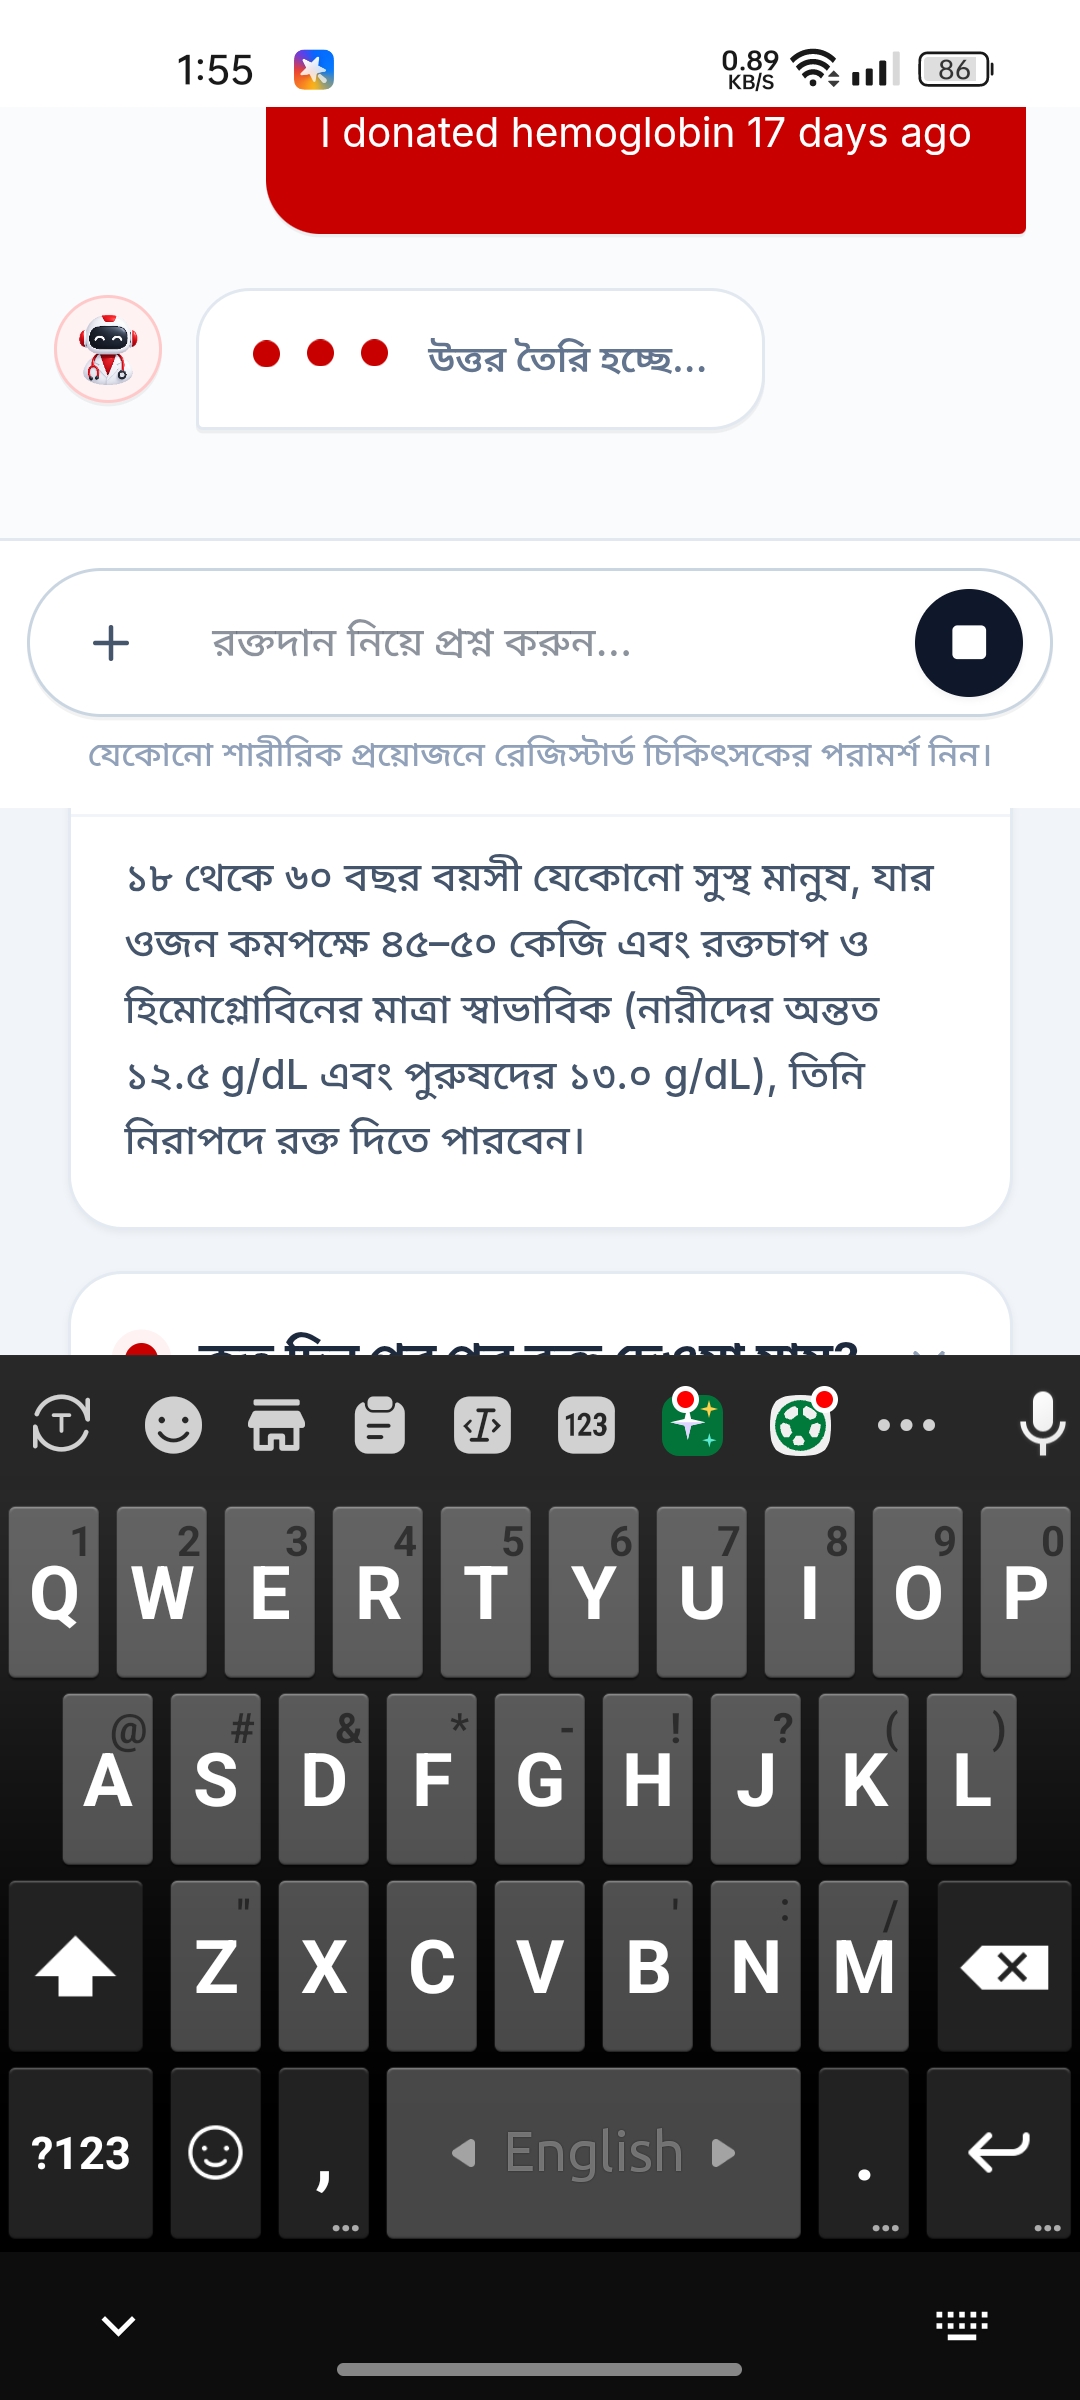 1:55
0.89
KB/S
86
I donated hemoglobin 17 days ago
উত্তর তৈরি হচ্ছে...
রক্তদান নিয়ে প্রশ্ন করুন...
যেকোনো শারীরিক প্রয়োজনে রেজিস্টার্ড চিকিৎসকের পরামর্শ নিন।
১৮ থেকে ৬০ বছর বয়সী যেকোনো সুস্থ মানুষ, যার
ওজন কমপক্ষে ৪৫–৫০ কেজি এবং রক্তচাপ ও
হিমোগ্লোবিনের মাত্রা স্বাভাবিক (নারীদের অন্তত
১২.৫ g/dL এবং পুরুষদের ১৩.০ g/dL), তিনি
নিরাপদে রক্ত দিতে পারবেন।
T
123
1 2 3 4 5 6 7 8 9 0
Q W E R T Y U I O P
@ # & * - ! ? ( )
A S D F G H J K L
" ' : /
Z X C V B N M
?123 , English .